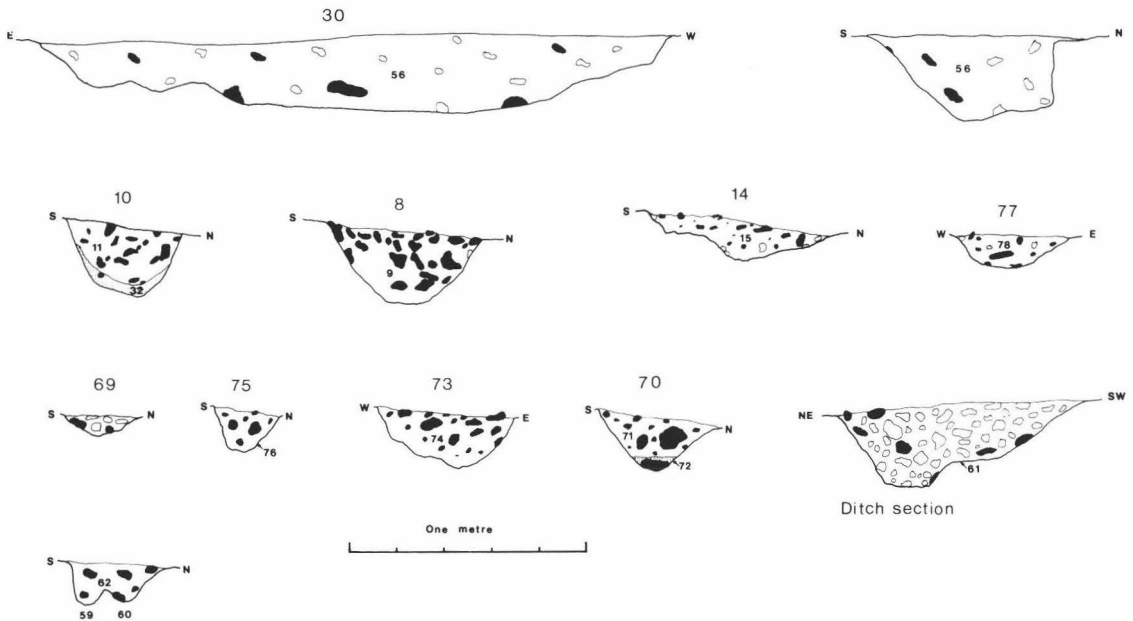 30
E 56 W
S 56 N
10
S 11 32 N
8
S 9 N
14
S 15 N
77
W 78 E
69
S N
75
S N
76
73
W 74 E
70
S 71 N
72
NE SW
61
Ditch section
One metre
S 62 N
59 60